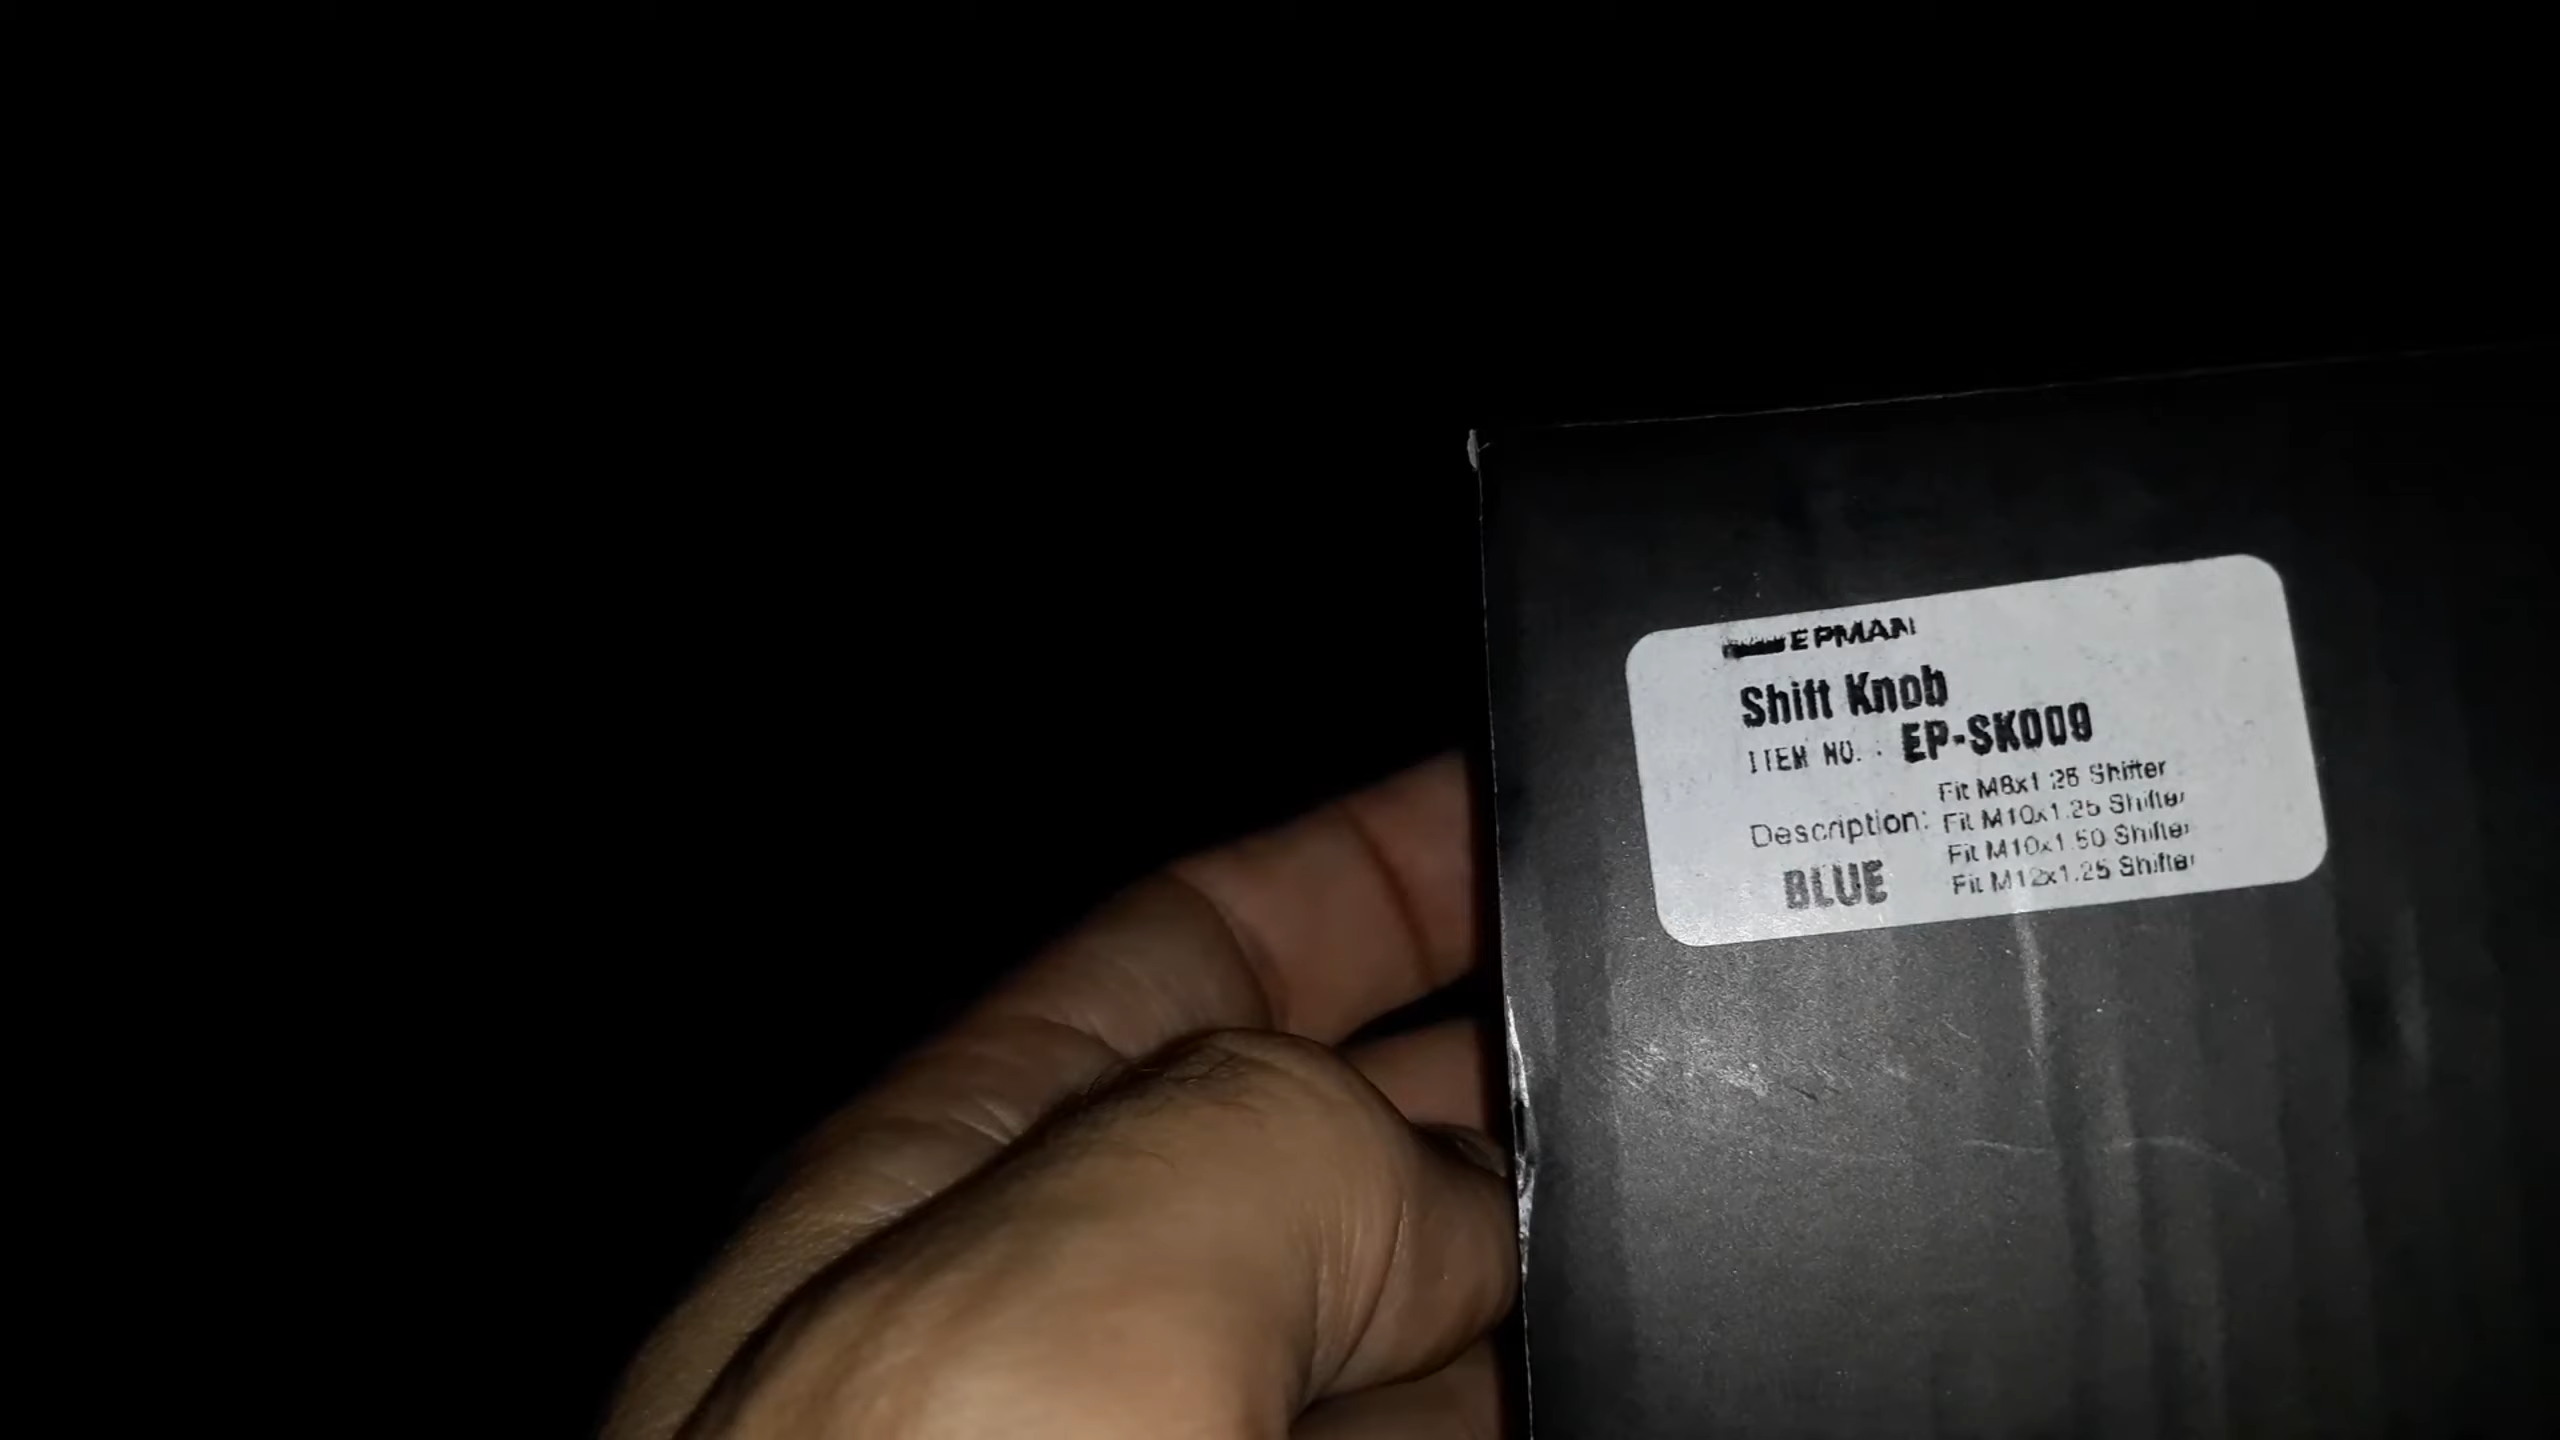 EPMAN
Shift Knob
ITEM NO. : EP-SK009
Fit M8x1.25 Shifter
Description: Fit M10x1.25 Shifter
Fit M10x1.50 Shifter
BLUE Fit M12x1.25 Shifter